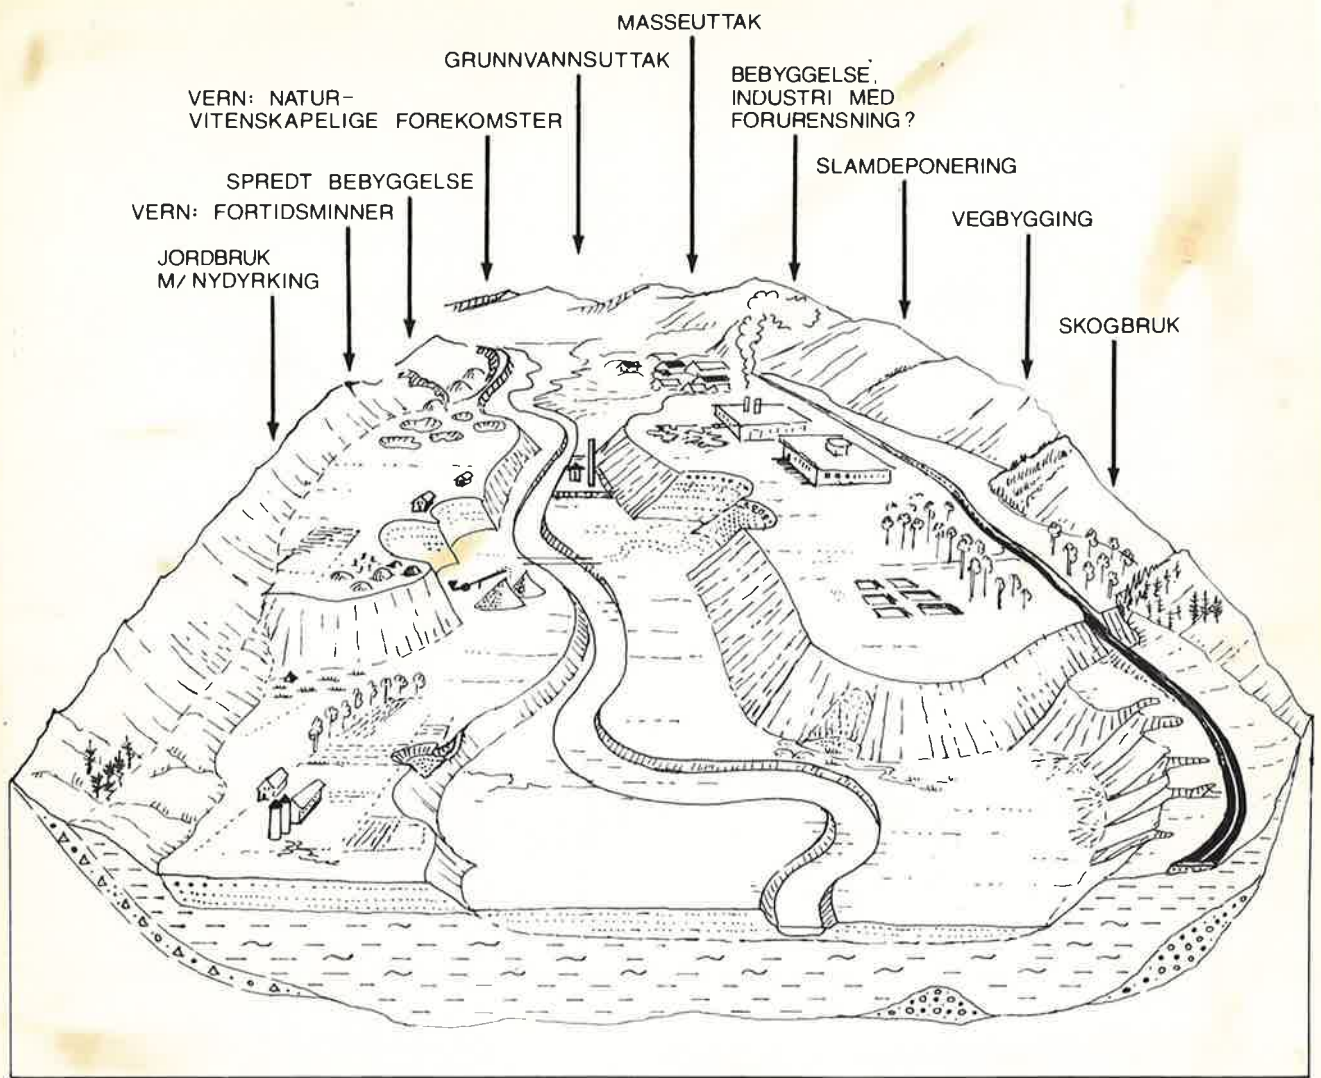 MASSEUTTAK
GRUNNVANNSUTTAK
BEBYGGELSE,
INDUSTRI MED
FORURENSNING?
VERN: NATUR-
VITENSKAPELIGE FOREKOMSTER
SLAMDEPONERING
SPREDT BEBYGGELSE
VERN: FORTIDSMINNER
VEGBYGGING
JORDBRUK
M/NYDYRKING
SKOGBRUK